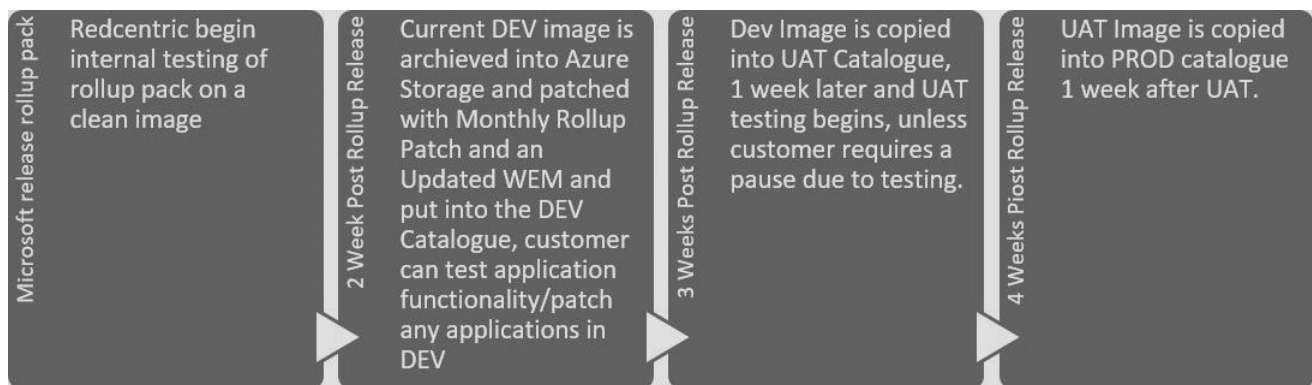 Microsoft release rollup pack
Redcentric begin
internal testing of
rollup pack on a
clean image
2 Week Post Rollup Release
Current DEV image is
archieved into Azure
Storage and patched
with Monthly Rollup
Patch and an
Updated WEM and
put into the DEV
Catalogue, customer
can test application
functionality/patch
any applications in
DEV
3 Weeks Post Rollup Release
Dev Image is copied
into UAT Catalogue,
1 week later and UAT
testing begins, unless
customer requires a
pause due to testing.
4 Weeks Piost Rollup Release
UAT Image is copied
into PROD catalogue
1 week after UAT.